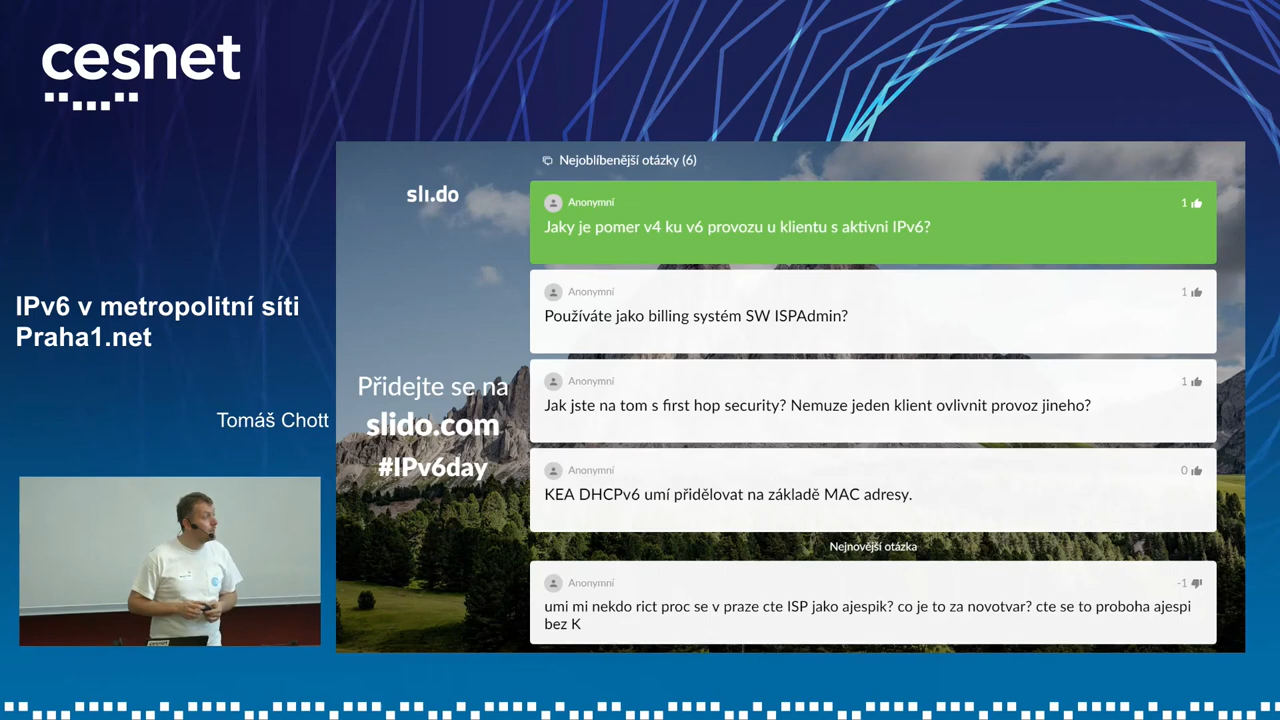 cesnet
IPv6 v metropolitní síti
Praha1.net
Tomáš Chott
sli.do
Přidejte se na
slido.com
#IPv6day
Nejoblíbenější otázky (6)
Anonymní
1
Jaky je pomer v4 ku v6 provozu u klientu s aktivni IPv6?
Anonymní
1
Používáte jako billing systém SW ISPAdmin?
Anonymní
1
Jak jste na tom s first hop security? Nemuze jeden klient ovlivnit provoz jineho?
Anonymní
0
KEA DHCPv6 umí přidělovat na základě MAC adresy.
Nejnovější otázka
Anonymní
-1
umi mi nekdo rict proc se v praze cte ISP jako ajespik? co je to za novotvar? cte se to proboha ajespi
bez K